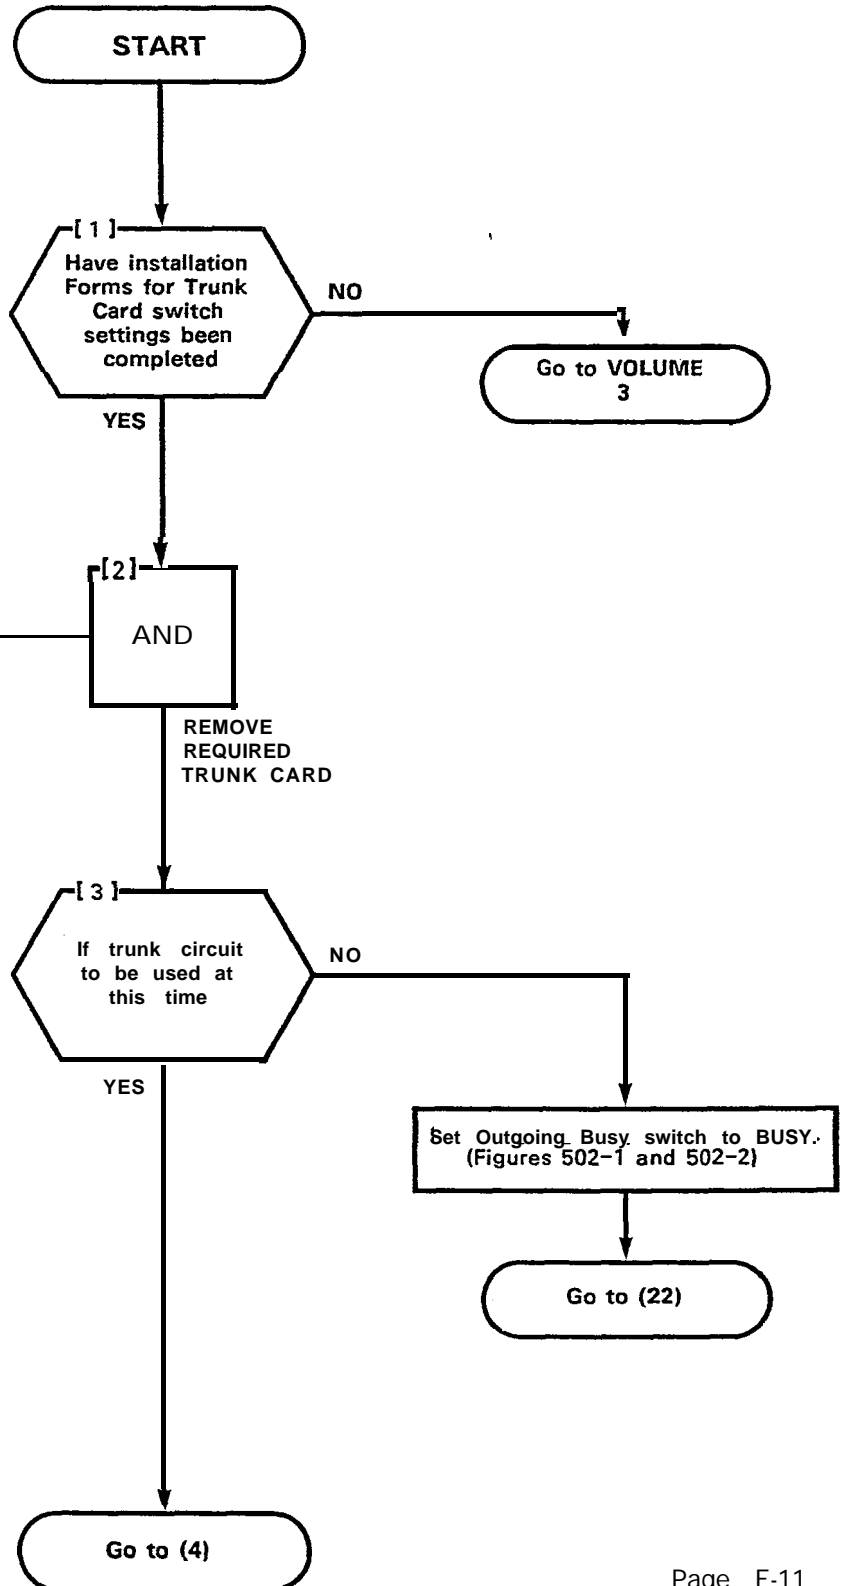 START
[ 1 ]
Have installation
Forms for Trunk
Card switch
settings been
completed
NO
Go to VOLUME
3
YES
[2]
AND
REMOVE
REQUIRED
TRUNK CARD
[ 3 ]
If trunk circuit
to be used at
this time
NO
YES
Set Outgoing Busy switch to BUSY.
(Figures 502-1 and 502-2)
Go to (22)
Go to (4)
Page F-11